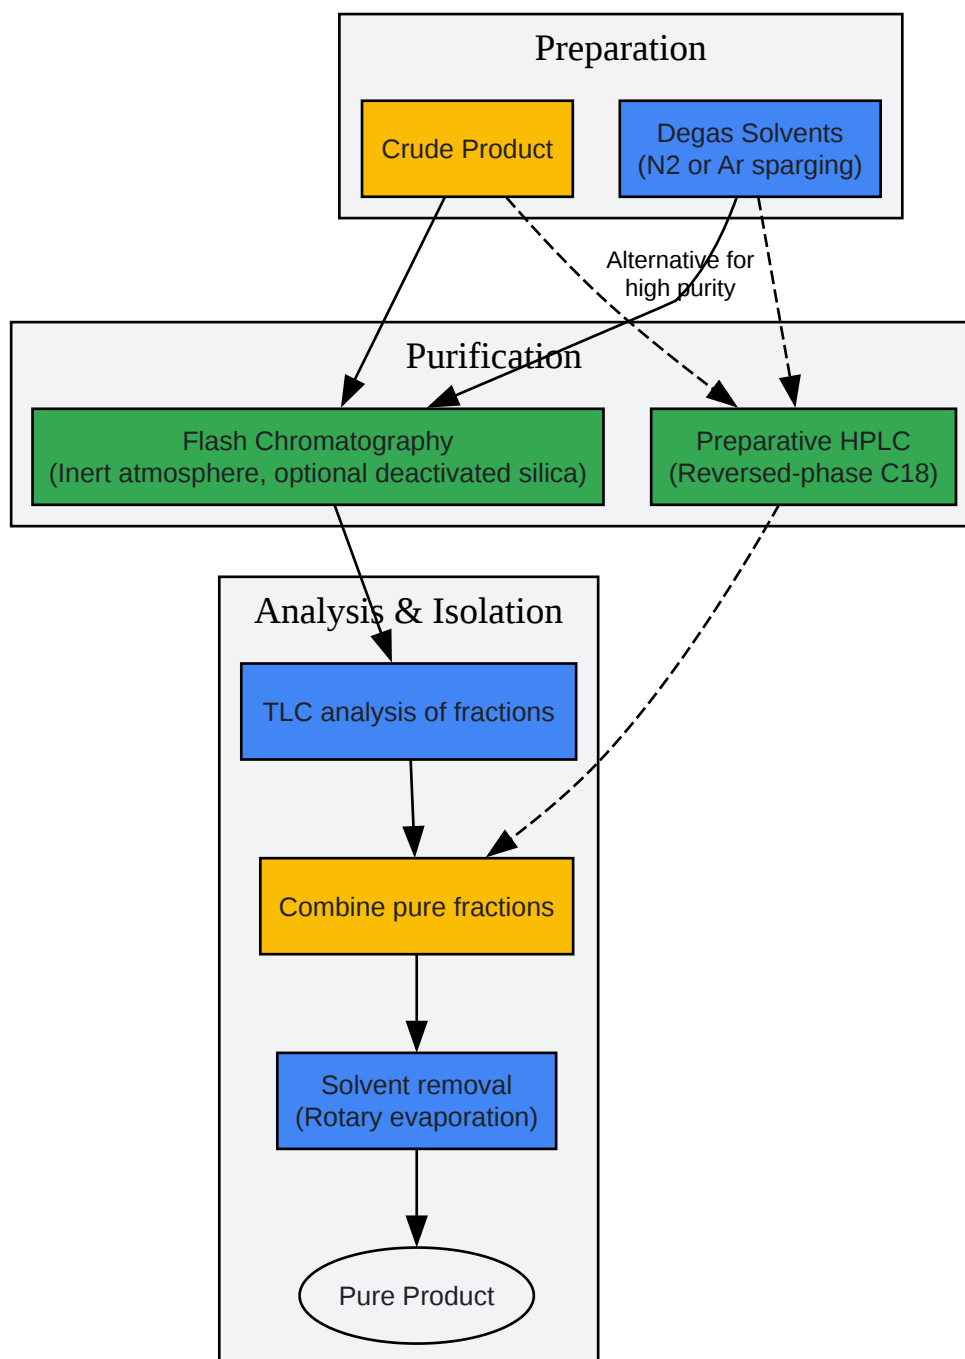 Preparation
Crude Product
Degas Solvents
(N2 or Ar sparging)
Alternative for
high purity
Purification
Flash Chromatography
(Inert atmosphere, optional deactivated silica)
Preparative HPLC
(Reversed-phase C18)
Analysis & Isolation
TLC analysis of fractions
Combine pure fractions
Solvent removal
(Rotary evaporation)
Pure Product